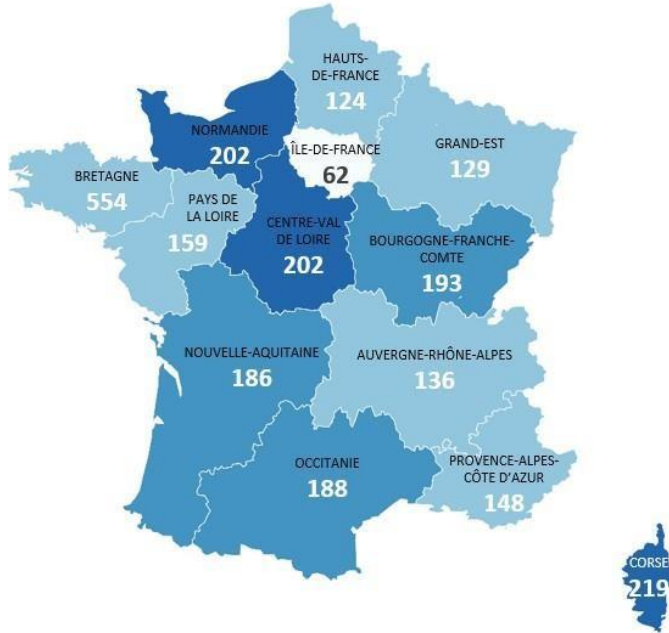 HAUTS-
DE-FRANCE
124
NORMANDIE
202
ÎLE-DE-FRANCE
62
GRAND-EST
129
BRETAGNE
554
PAYS DE
LA LOIRE
159
CENTRE-VAL
DE LOIRE
202
BOURGOGNE-FRANCHE-
COMTE
193
NOUVELLE-AQUITAINE
186
AUVERGNE-RHÔNE-ALPES
136
OCCITANIE
188
PROVENCE-ALPES-
CÔTE D'AZUR
148
CORSE
219